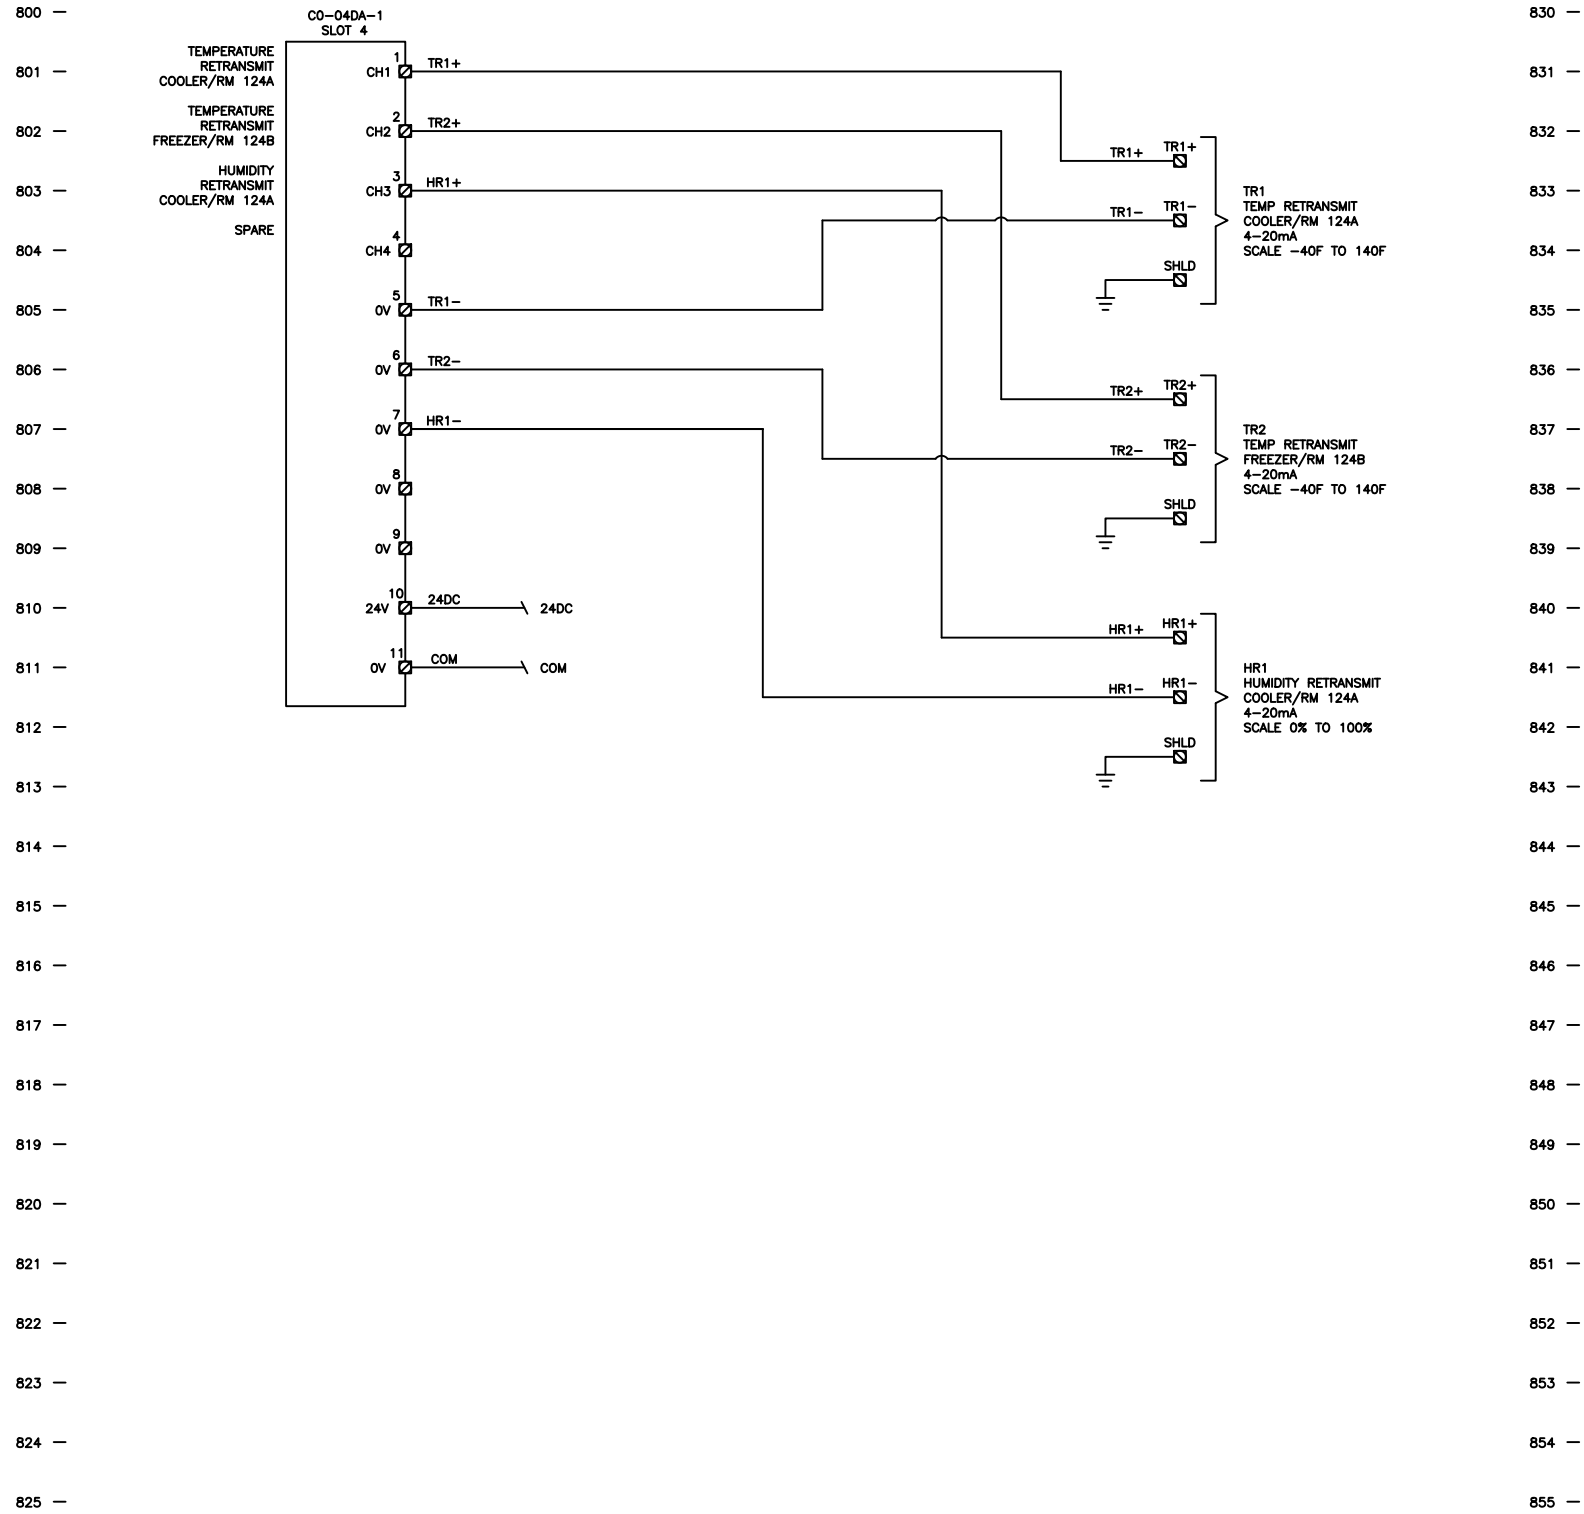 800
830
C0-04DA-1
SLOT 4
TEMPERATURE
RETRANSMIT
COOLER/RM 124A
801
CH1
1
TR1+
831
TEMPERATURE
RETRANSMIT
FREEZER/RM 124B
802
CH2
2
TR2+
832
TR1+
TR1+
HUMIDITY
RETRANSMIT
COOLER/RM 124A
803
CH3
3
HR1+
833
TR1-
TR1-
TR1
TEMP RETRANSMIT
COOLER/RM 124A
4-20mA
SCALE -40F TO 140F
SPARE
804
CH4
4
834
SHLD
805
0V
5
TR1-
835
806
0V
6
TR2-
836
TR2+
TR2+
807
0V
7
HR1-
837
TR2-
TR2-
TR2
TEMP RETRANSMIT
FREEZER/RM 124B
4-20mA
SCALE -40F TO 140F
808
0V
8
838
SHLD
809
0V
9
839
810
24V
10
24DC
24DC
840
HR1+
HR1+
811
0V
11
COM
COM
841
HR1-
HR1-
HR1
HUMIDITY RETRANSMIT
COOLER/RM 124A
4-20mA
SCALE 0% TO 100%
812
842
SHLD
813
843
814
844
815
845
816
846
817
847
818
848
819
849
820
850
821
851
822
852
823
853
824
854
825
855